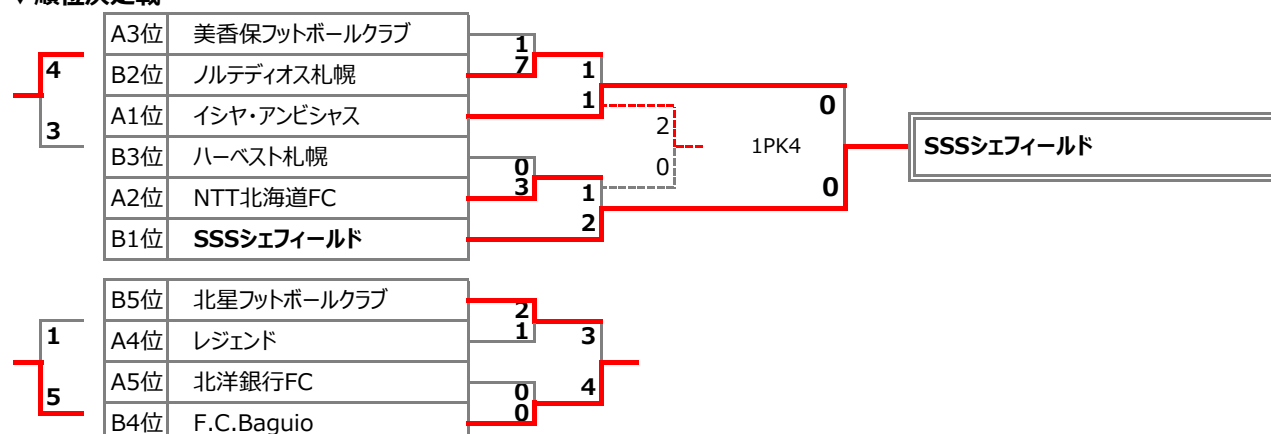 ▼順位決定戦
A3位 美香保フットボールクラブ 1
4 B2位 ノルテディオス札幌 7 1
A1位 イシヤ・アンビシャス 1 0
3 2 1PK4 SSSシェフィールド
B3位 ハーベスト札幌 0 0
A2位 NTT北海道FC 3 1 0
B1位 SSSシェフィールド 2
B5位 北星フットボールクラブ 2
1 A4位 レジェンド 1 3
A5位 北洋銀行FC 0 4
5 B4位 F.C.Baguio 0